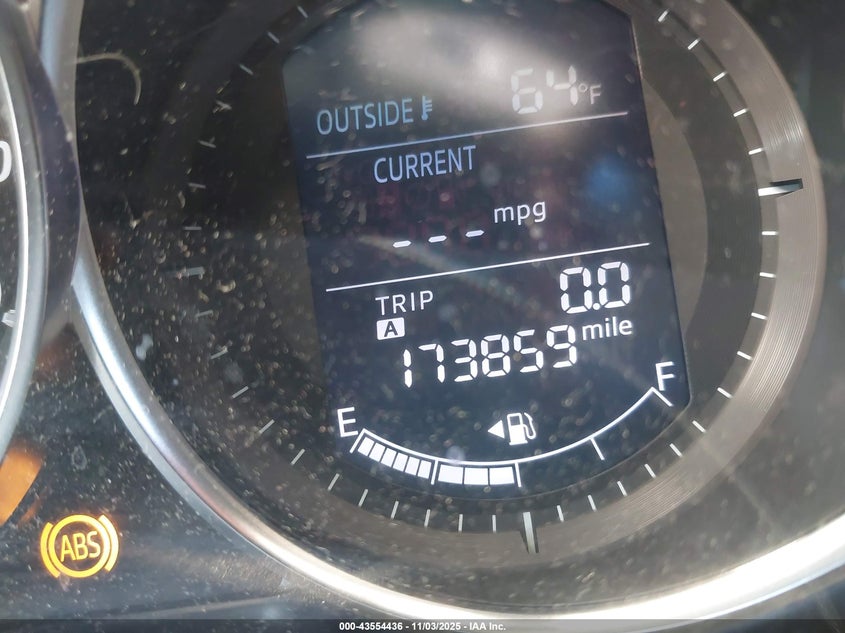 OUTSIDE 64°F
CURRENT
--- mpg
TRIP A 0.0
173859 mile
E F
ABS
000-43554436 - 11/03/2025 - IAA Inc.